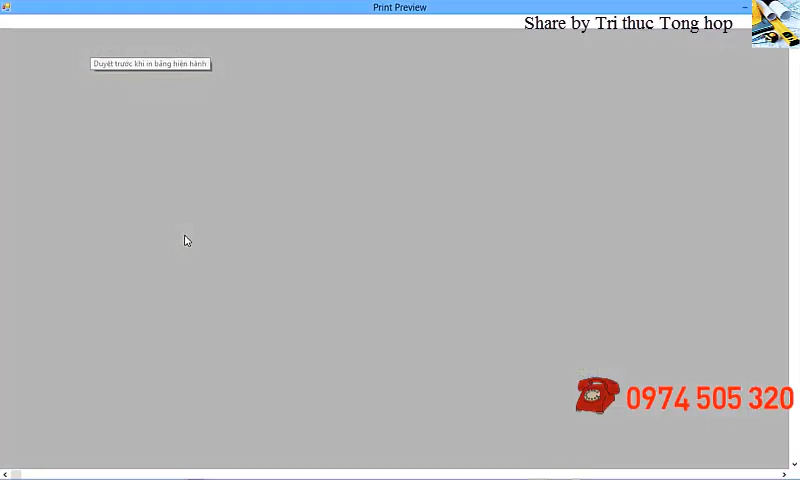 Print Preview
Share by Tri thuc Tong hop
Duyệt trước khi in bảng hiện hành
0974 505 320